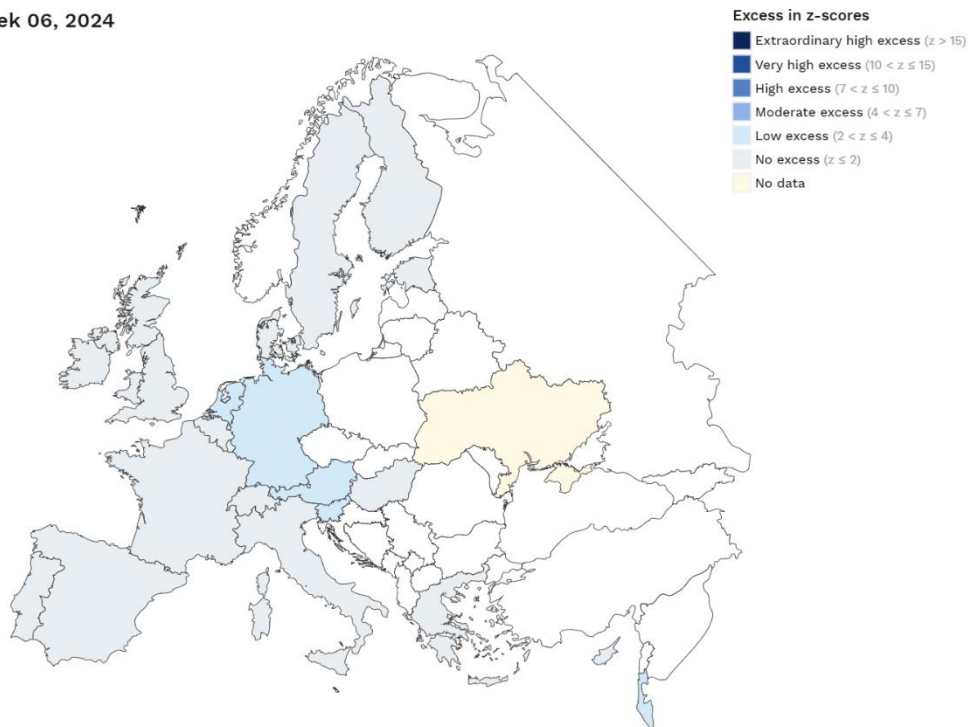 ek 06, 2024
Excess in z-scores
Extraordinary high excess (z > 15)
Very high excess (10 < z ≤ 15)
High excess (7 < z ≤ 10)
Moderate excess (4 < z ≤ 7)
Low excess (2 < z ≤ 4)
No excess (z ≤ 2)
No data